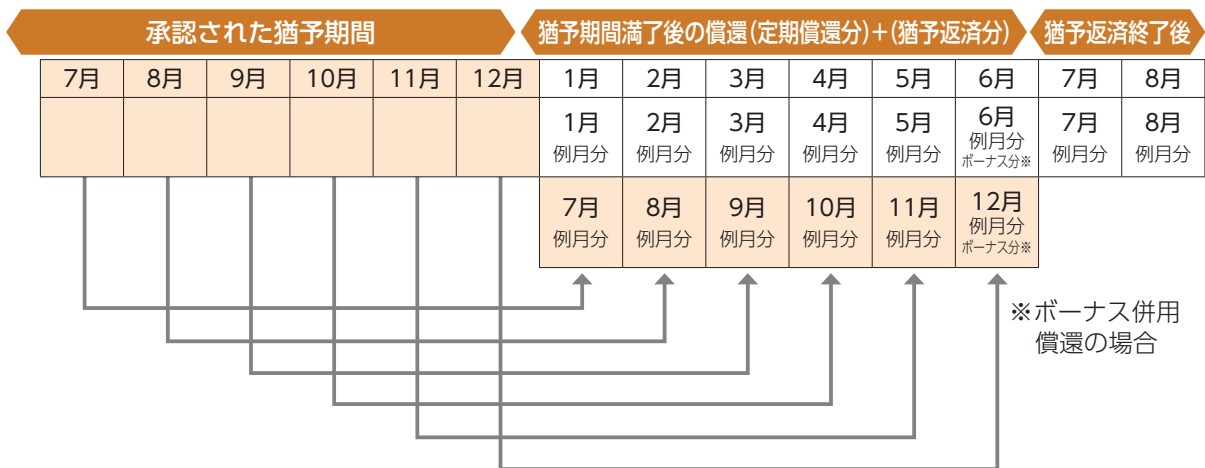 承認された猶予期間
猶予期間満了後の償還(定期償還分)+(猶予返済分)
猶予返済終了後
7月 8月 9月 10月 11月 12月 1月 2月 3月 4月 5月 6月 7月 8月
1月 2月 3月 4月 5月 6月 7月 8月
例月分 例月分 例月分 例月分 例月分 例月分 例月分 例月分
ボーナス分※
7月 8月 9月 10月 11月 12月
例月分 例月分 例月分 例月分 例月分 例月分
ボーナス分※
※ボーナス併用
償還の場合